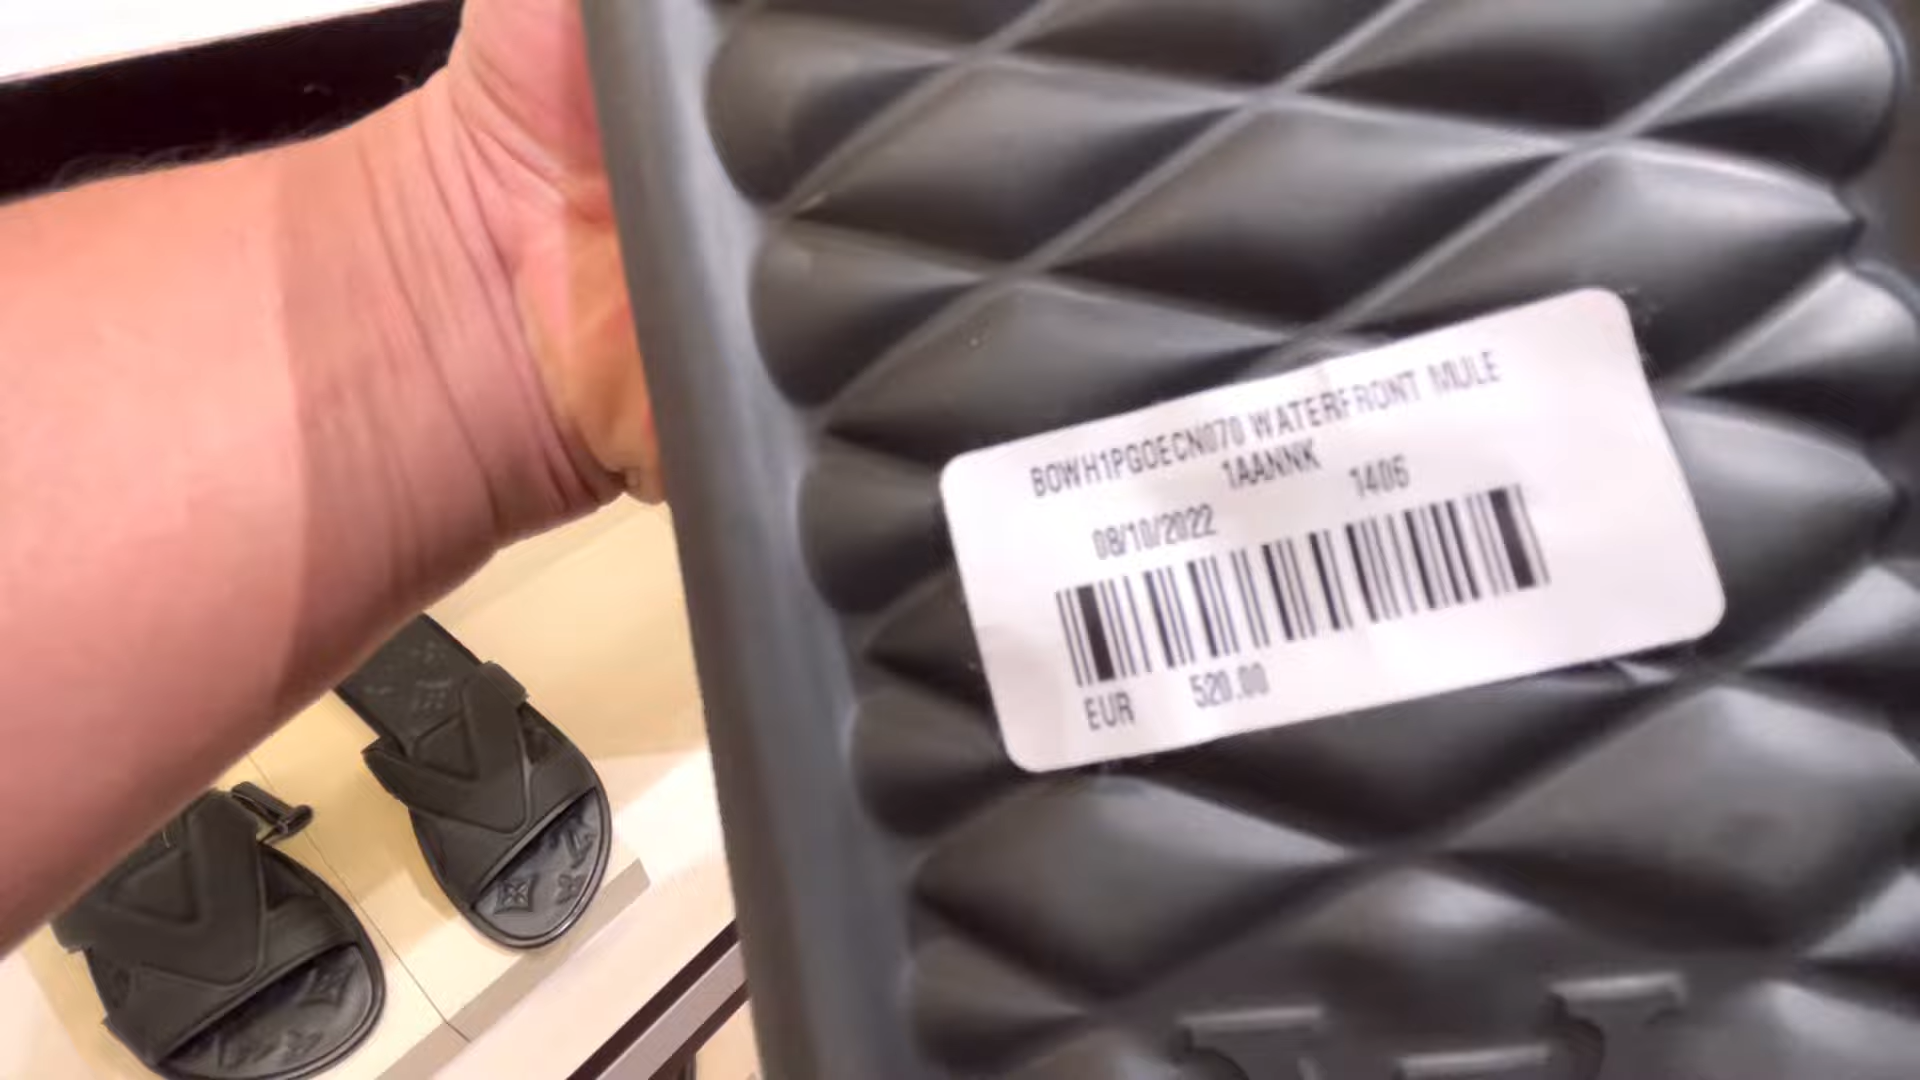 BOWH1PGOECN070 WATERFRONT MULE
1AANNK
08/10/2022 1406
EUR 520.00